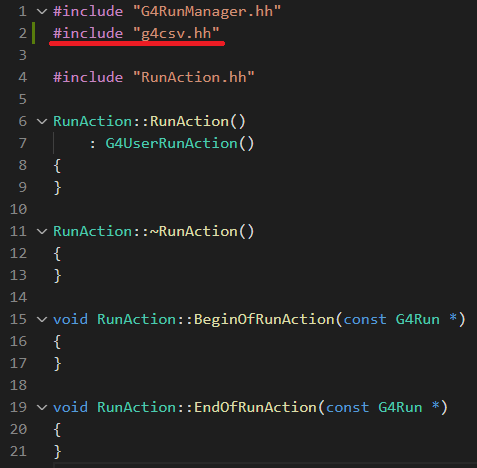 1 #include "G4RunManager.hh"
2 #include "g4csv.hh"
3
4 #include "RunAction.hh"
5
6 RunAction::RunAction()
7     : G4UserRunAction()
8 {
9 }
10
11 RunAction::~RunAction()
12 {
13 }
14
15 void RunAction::BeginOfRunAction(const G4Run *)
16 {
17 }
18
19 void RunAction::EndOfRunAction(const G4Run *)
20 {
21 }